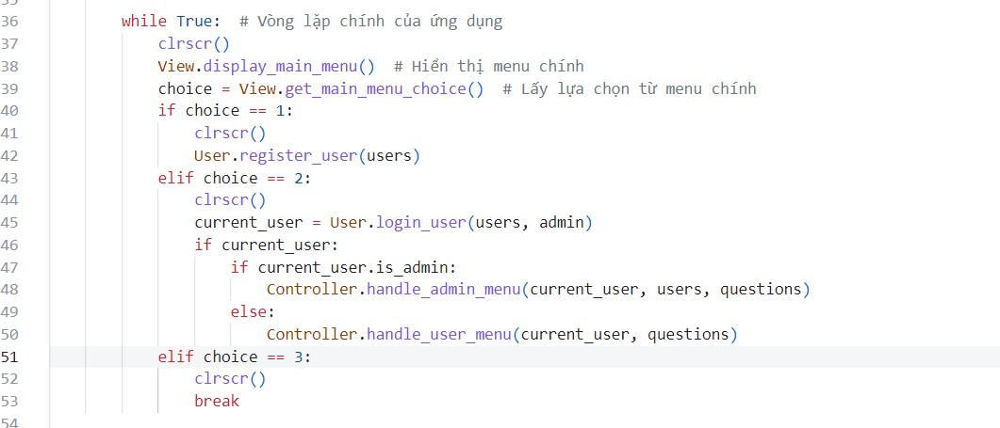 36 while True:  # Vòng lặp chính của ứng dụng
37 clrscr()
38 View.display_main_menu()  # Hiển thị menu chính
39 choice = View.get_main_menu_choice()  # Lấy lựa chọn từ menu chính
40 if choice == 1:
41 clrscr()
42 User.register_user(users)
43 elif choice == 2:
44 clrscr()
45 current_user = User.login_user(users, admin)
46 if current_user:
47 if current_user.is_admin:
48 Controller.handle_admin_menu(current_user, users, questions)
49 else:
50 Controller.handle_user_menu(current_user, questions)
51 elif choice == 3:
52 clrscr()
53 break
54